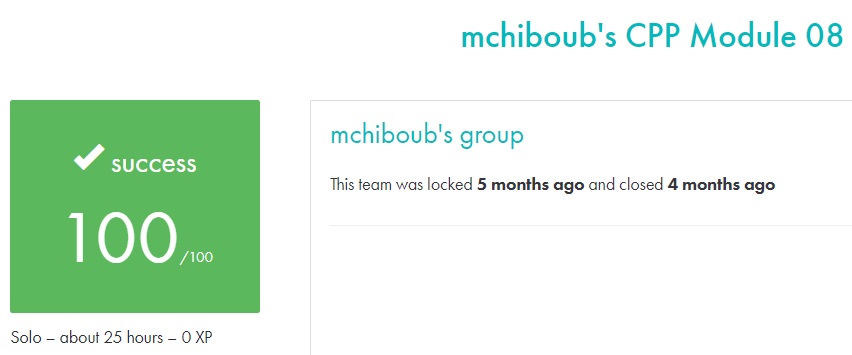 mchiboub's CPP Module 08
success
100/100
Solo – about 25 hours – 0 XP
mchiboub's group
This team was locked 5 months ago and closed 4 months ago